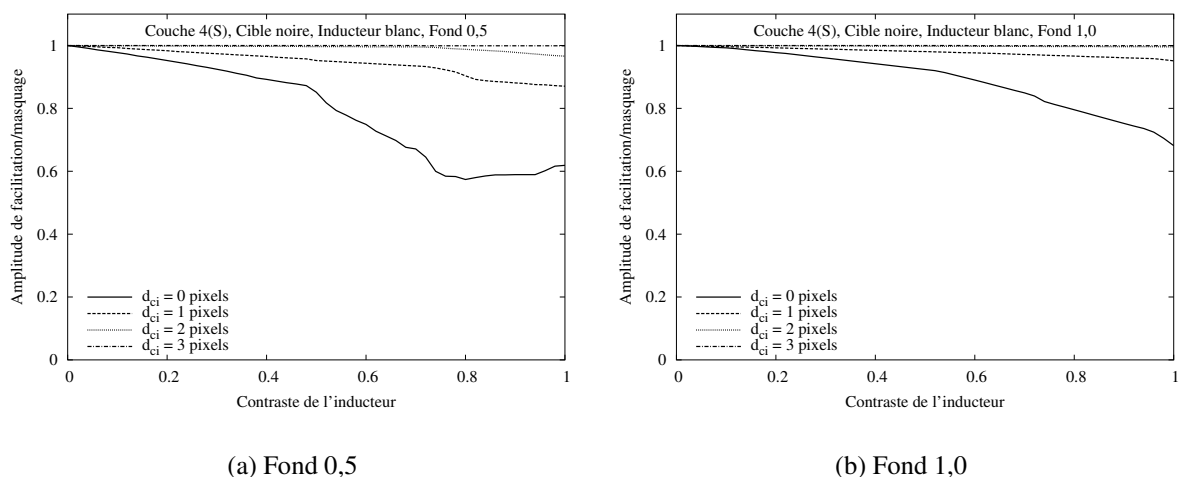 Couche 4(S), Cible noire, Inducteur blanc, Fond 0,5
Amplitude de facilitation/masquage
1
0.8
0.6
0.4
0.2
0
d_ci = 0 pixels
d_ci = 1 pixels
d_ci = 2 pixels
d_ci = 3 pixels
0 0.2 0.4 0.6 0.8 1
Contraste de l'inducteur
(a) Fond 0,5
Couche 4(S), Cible noire, Inducteur blanc, Fond 1,0
Amplitude de facilitation/masquage
1
0.8
0.6
0.4
0.2
0
d_ci = 0 pixels
d_ci = 1 pixels
d_ci = 2 pixels
d_ci = 3 pixels
0 0.2 0.4 0.6 0.8 1
Contraste de l'inducteur
(b) Fond 1,0